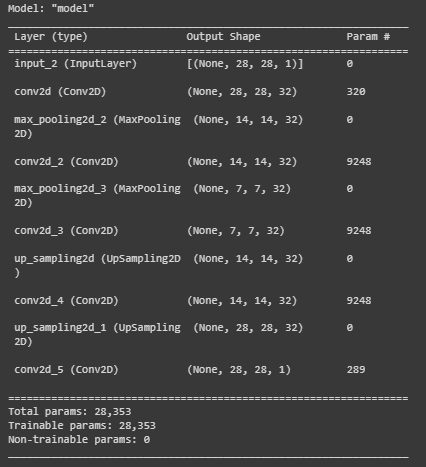 Model: "model"
Layer (type) Output Shape Param #
input_2 (InputLayer) [(None, 28, 28, 1)] 0
conv2d (Conv2D) (None, 28, 28, 32) 320
max_pooling2d_2 (MaxPooling (None, 14, 14, 32) 0
2D)
conv2d_2 (Conv2D) (None, 14, 14, 32) 9248
max_pooling2d_3 (MaxPooling (None, 7, 7, 32) 0
2D)
conv2d_3 (Conv2D) (None, 7, 7, 32) 9248
up_sampling2d (UpSampling2D (None, 14, 14, 32) 0
)
conv2d_4 (Conv2D) (None, 14, 14, 32) 9248
up_sampling2d_1 (UpSampling (None, 28, 28, 32) 0
2D)
conv2d_5 (Conv2D) (None, 28, 28, 1) 289
Total params: 28,353
Trainable params: 28,353
Non-trainable params: 0